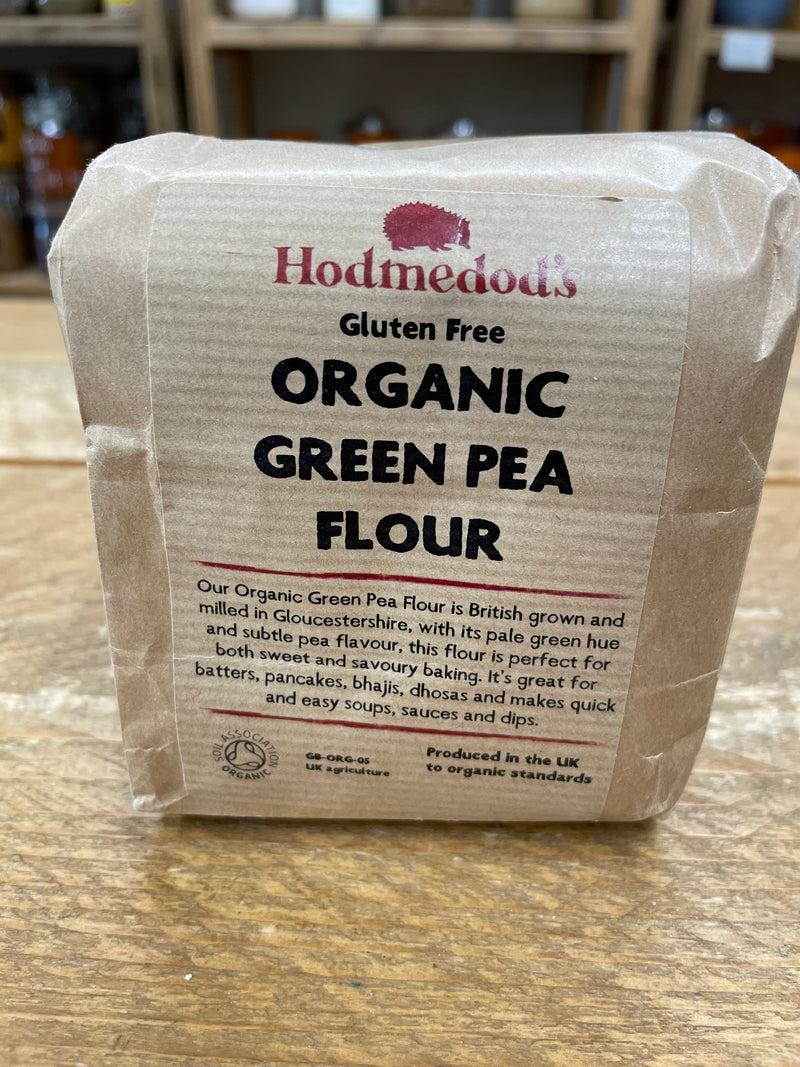 Hodmedod's
Gluten Free
ORGANIC
GREEN PEA
FLOUR
Our Organic Green Pea Flour is British grown and
milled in Gloucestershire, with its pale green hue
and subtle pea flavour, this flour is perfect for
both sweet and savoury baking. It's great for
batters, pancakes, bhajis, dhosas and makes quick
and easy soups, sauces and dips.
SOIL ASSOCIATION
ORGANIC
GB-ORG-05
UK agriculture
Produced in the UK
to organic standards